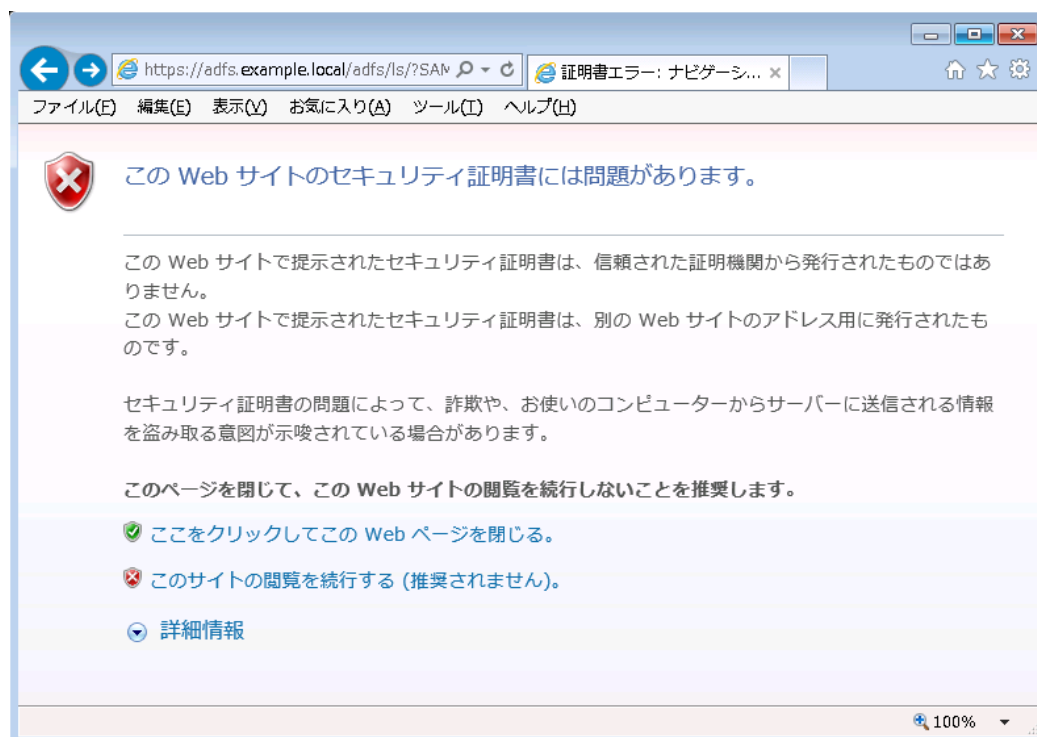 https://adfs.example.local/adfs/ls/?SAM
証明書エラー: ナビゲーシ...
ファイル(F) 編集(E) 表示(V) お気に入り(A) ツール(T) ヘルプ(H)
この Web サイトのセキュリティ証明書には問題があります。
この Web サイトで提示されたセキュリティ証明書は、信頼された証明機関から発行されたものではあ
りません。
この Web サイトで提示されたセキュリティ証明書は、別の Web サイトのアドレス用に発行されたも
のです。
セキュリティ証明書の問題によって、詐欺や、お使いのコンピューターからサーバーに送信される情報
を盗み取る意図が示唆されている場合があります。
このページを閉じて、この Web サイトの閲覧を続行しないことを推奨します。
ここをクリックしてこの Web ページを閉じる。
このサイトの閲覧を続行する (推奨されません)。
詳細情報
100%